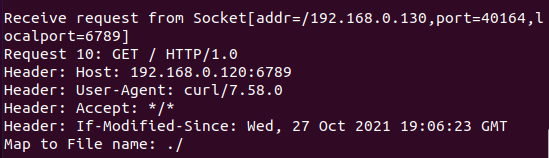 Receive request from Socket[addr=/192.168.0.130,port=40164,l
ocalport=6789]
Request 10: GET / HTTP/1.0
Header: Host: 192.168.0.120:6789
Header: User-Agent: curl/7.58.0
Header: Accept: */*
Header: If-Modified-Since: Wed, 27 Oct 2021 19:06:23 GMT
Map to File name: ./